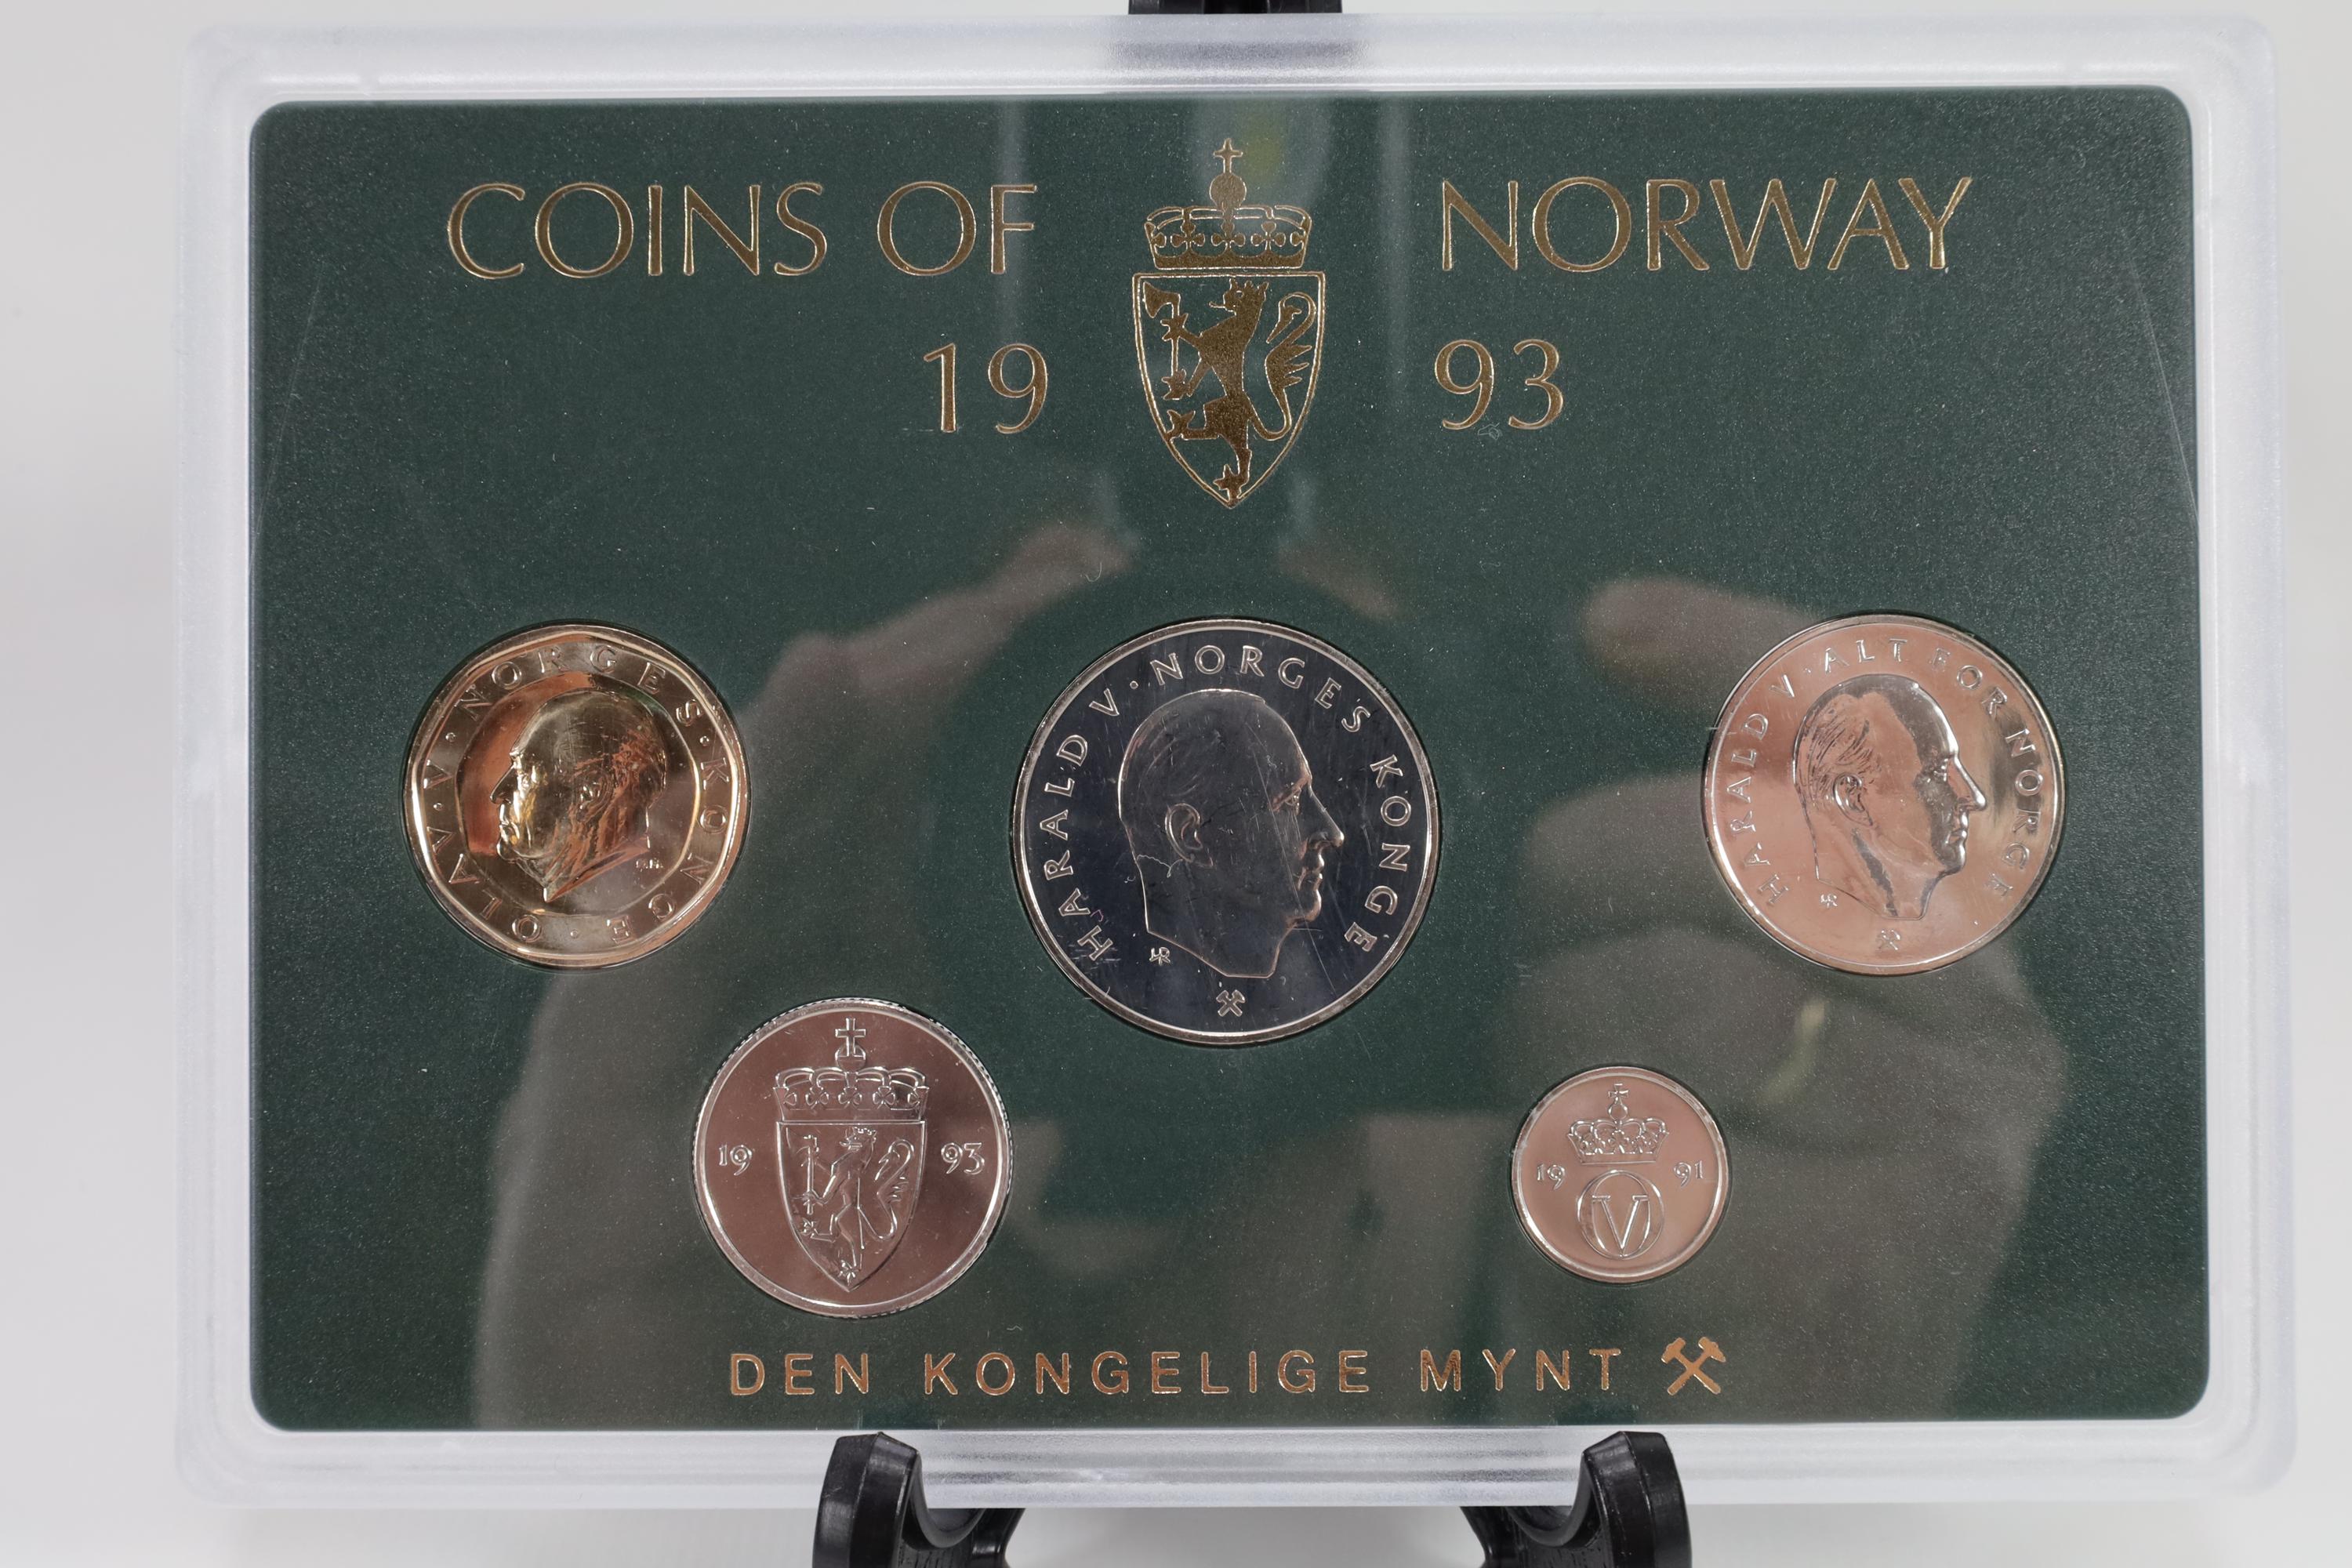 COINS OF NORWAY
19 93
OLAV · V · NORGES · KONGE ·
HARALD V · NORGES KONGE
HARALD V · ALT FOR NORGE
19 93
19 91
V
DEN KONGELIGE MYNT